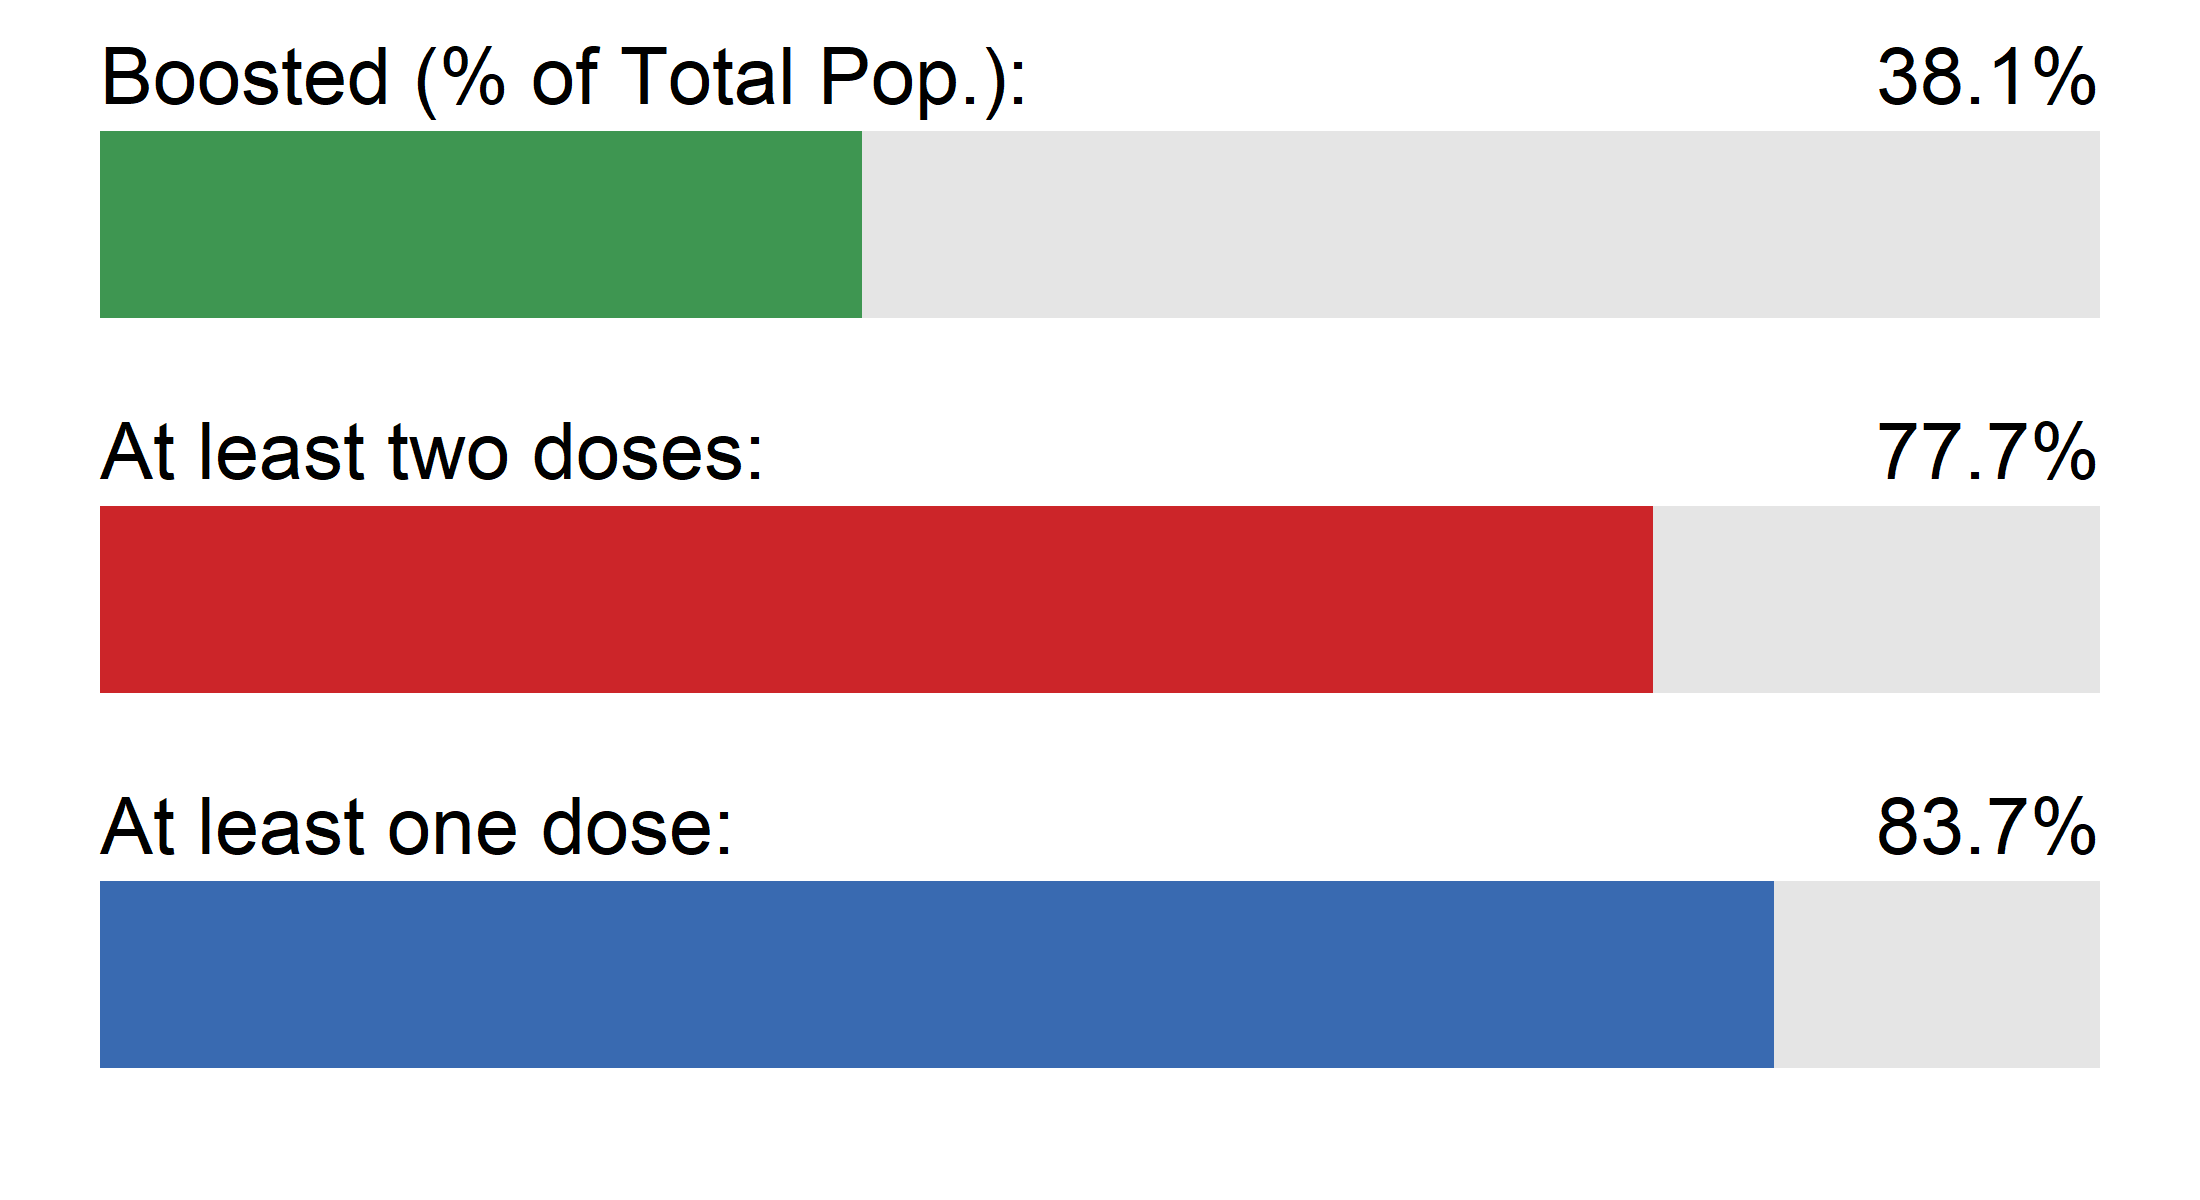 Boosted (% of Total Pop.): 38.1%
At least two doses: 77.7%
At least one dose: 83.7%